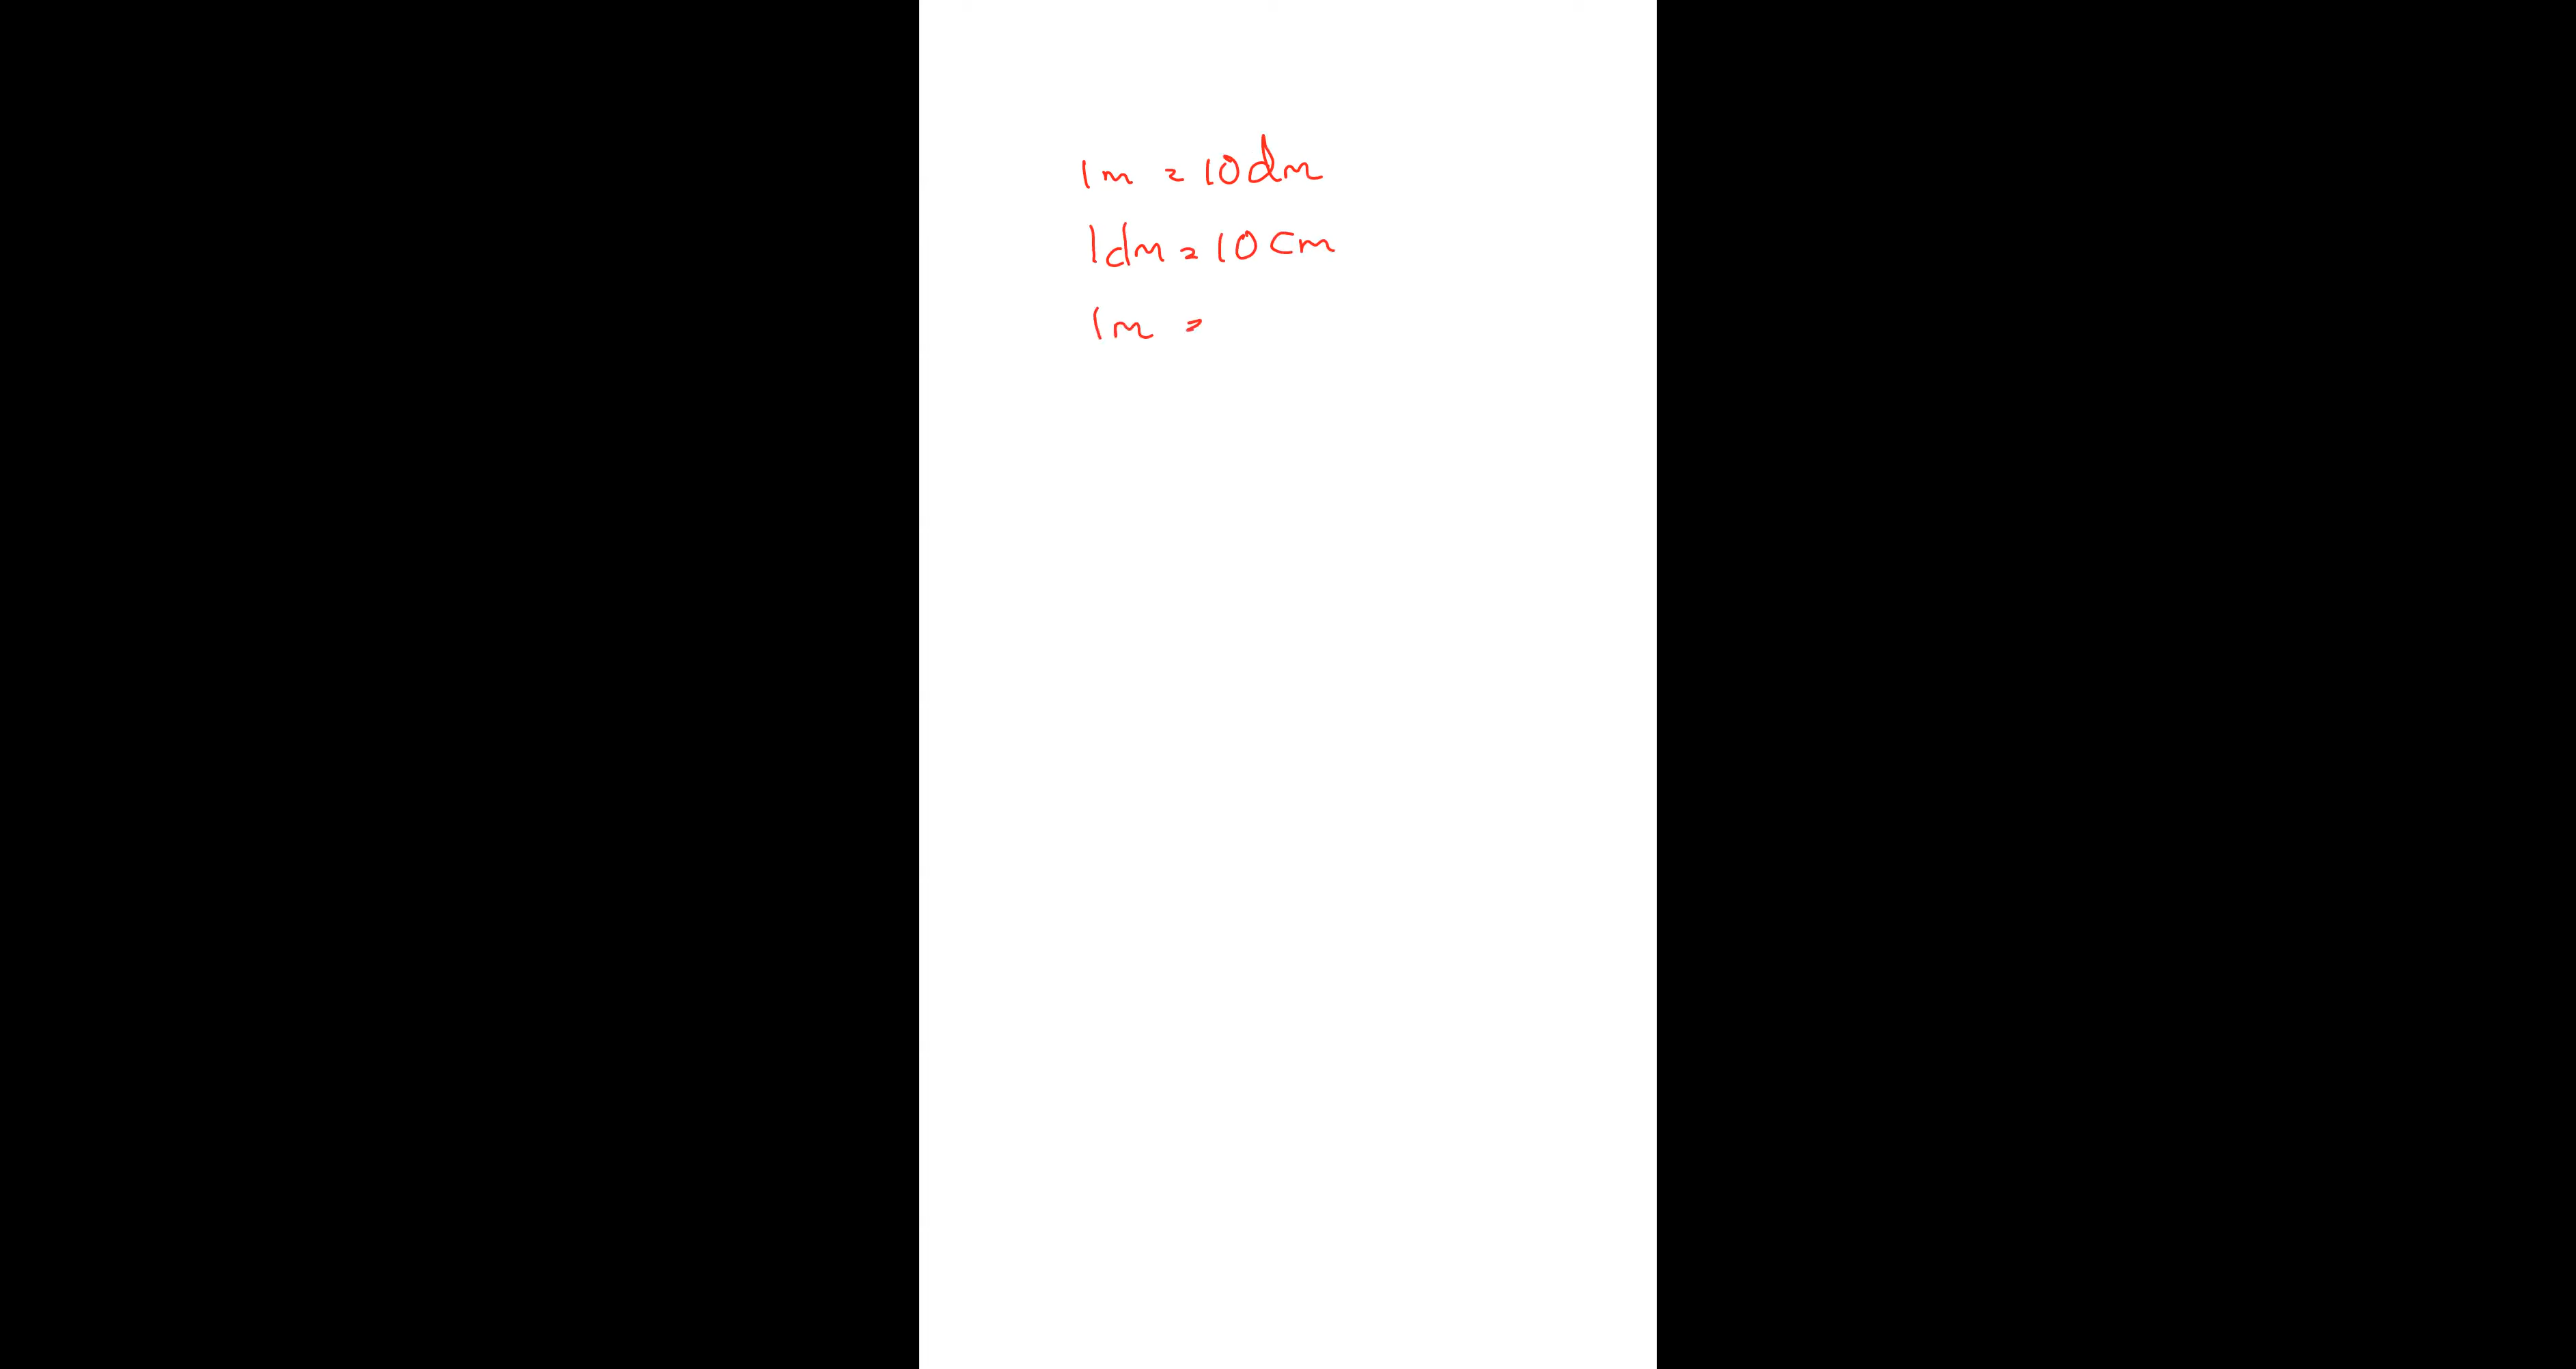 1m = 10dm
1dm = 10cm
1m =